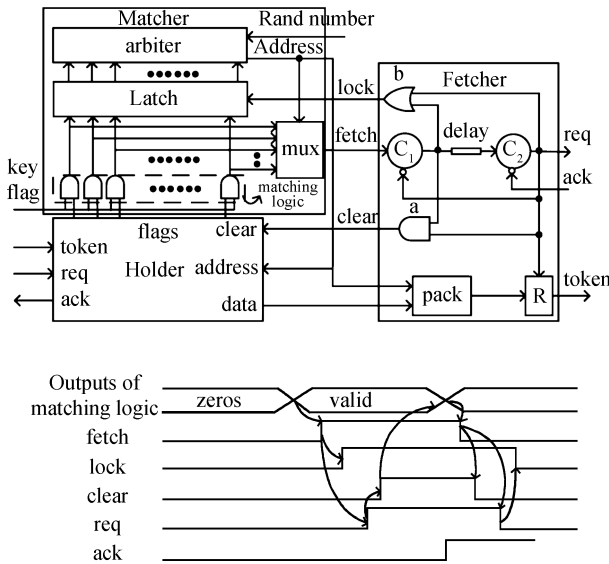 Matcher
Rand number
arbiter
Address
Latch
lock
b
Fetcher
fetch
mux
C1
delay
C2
req
ack
key
flag
matching
logic
a
flags
clear
clear
token
req
Holder
address
ack
data
pack
R
token
Outputs of
matching logic
zeros
valid
fetch
lock
clear
req
ack